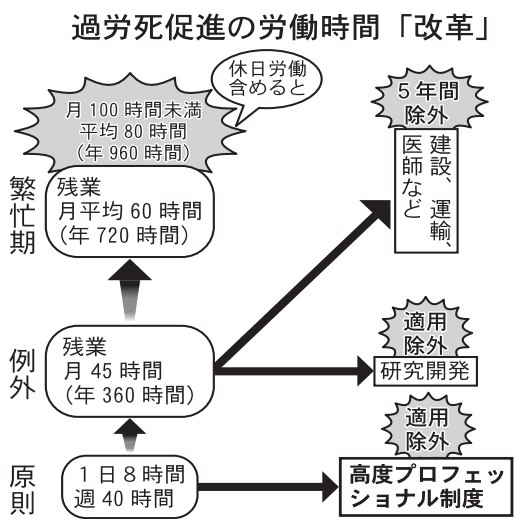 過労死促進の労働時間「改革」
休日労働
含めると
月100時間未満
平均80時間
（年960時間）
繁忙期
残業
月平均60時間
（年720時間）
5年間
除外
建設、運輸、
医師など
例外
残業
月45時間
（年360時間）
適用
除外
研究開発
原則
1日8時間
週40時間
適用
除外
高度プロフェッ
ショナル制度